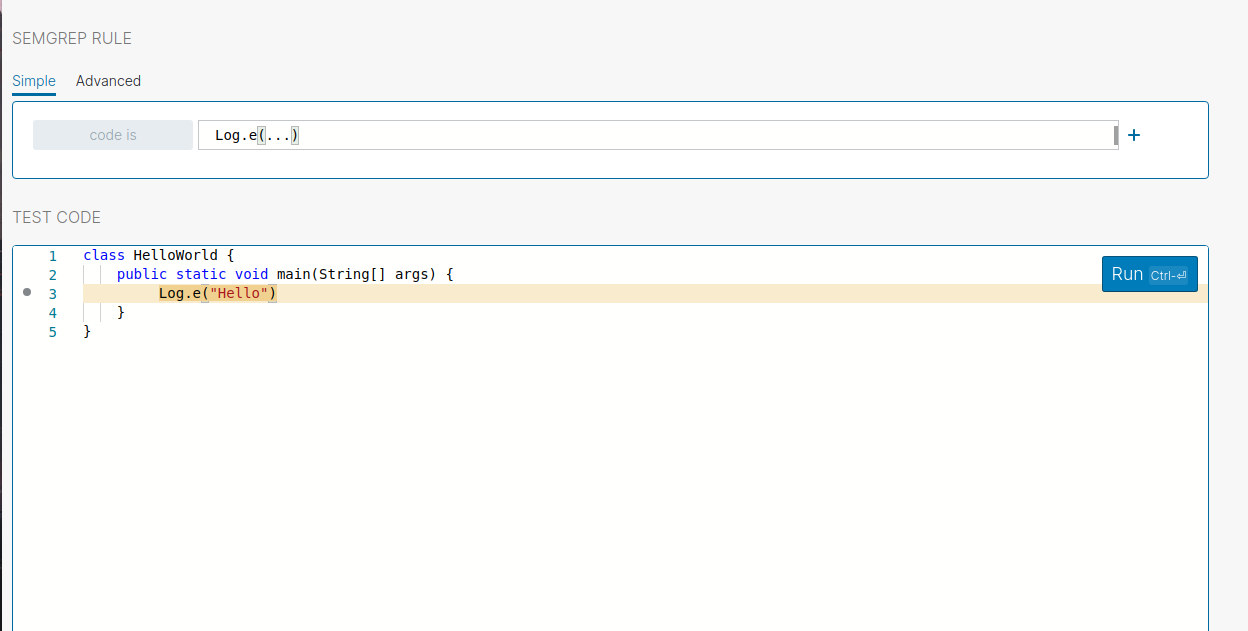 SEMGREP RULE
Simple Advanced
code is Log.e(...) +
TEST CODE
1 class HelloWorld {
2 public static void main(String[] args) {
3 Log.e("Hello")
4 }
5 }
Run Ctrl-⏎